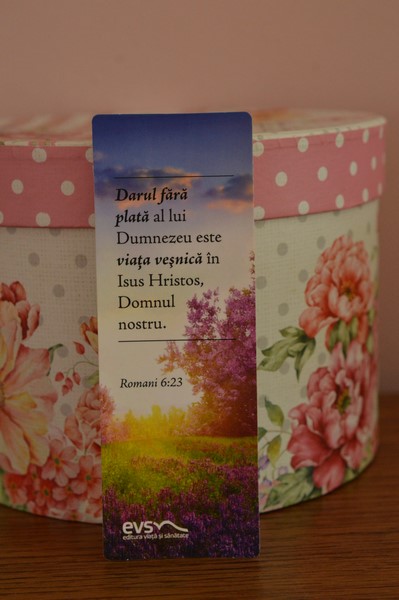 Darul fără
plată al lui
Dumnezeu este
viața veșnică în
Isus Hristos,
Domnul
nostru.
Romani 6:23
evs
editura viață și sănătate